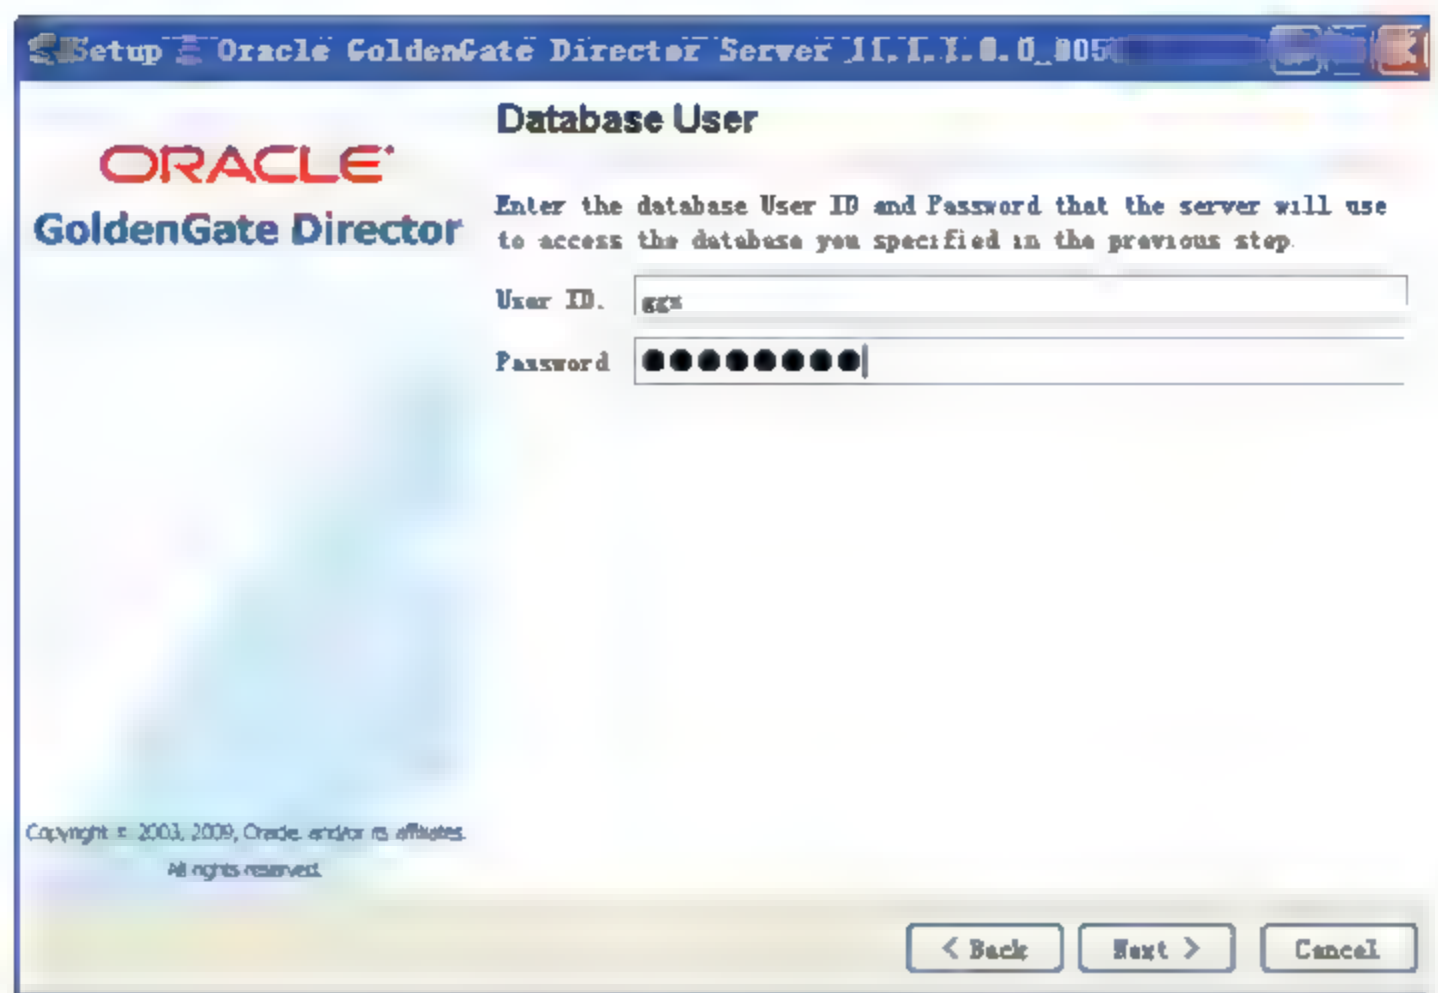 Setup - Oracle GoldenGate Director Server 11.1.1.0.0_005
ORACLE
GoldenGate Director
Database User
Enter the database User ID and Password that the server will use
to access the database you specified in the previous step.
User ID:
Password
●●●●●●●●
Copyright © 2003, 2009, Oracle and/or its affiliates.
All rights reserved.
< Back
Next >
Cancel